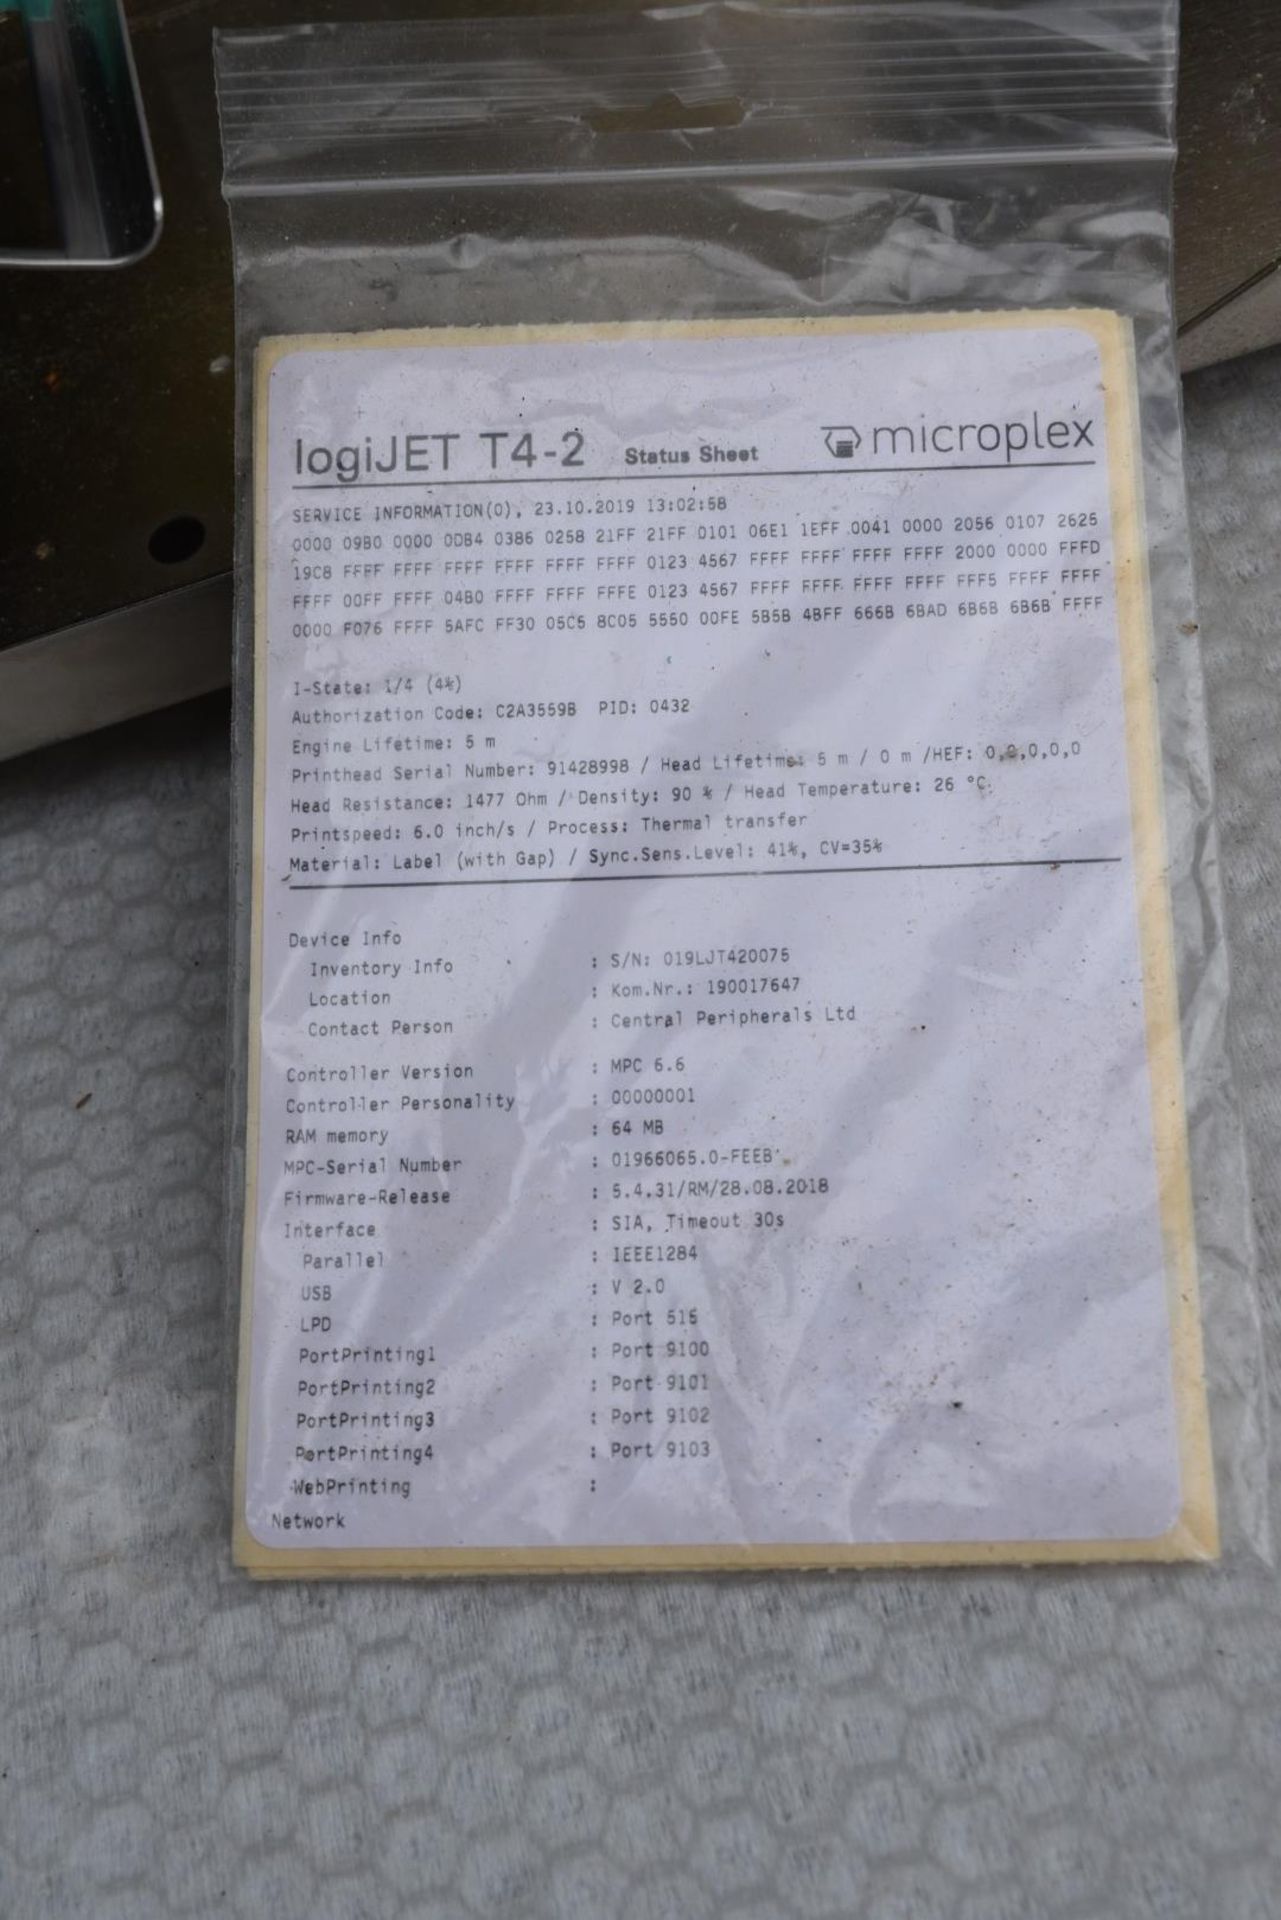 logiJET T4-2 Status Sheet microplex
SERVICE INFORMATION(0), 23.10.2019 13:02:58
0000 09B0 0000 0DB4 0386 0258 21FF 21FF 0101 06E1 1EFF 0041 0000 2056 0107 2625
19C8 FFFF FFFF FFFF FFFF FFFF FFFF 0123 4567 FFFF FFFF FFFF FFFF 2000 0000 FFFD
FFFF 00FF FFFF 04B0 FFFF FFFF FFFE 0123 4567 FFFF FFFF FFFF FFFF FFF5 FFFF FFFF
0000 F076 FFFF 5AFC FF30 05C5 8C05 5550 00FE 5B5B 4BFF 666B 6BAD 6B6B 6B6B FFFF
I-State: 1/4 (4%)
Authorization Code: C2A3559B PID: 0432
Engine Lifetime: 5 m
Printhead Serial Number: 91428998 / Head Lifetime: 5 m / 0 m /HEF: 0,0,0,0,0
Head Resistance: 1477 Ohm / Density: 90 % / Head Temperature: 26 °C
Printspeed: 6.0 inch/s / Process: Thermal transfer
Material: Label (with Gap) / Sync.Sens.Level: 41%, CV=35%
Device Info
Inventory Info : S/N: 019LJT420075
Location : Kom.Nr.: 190017647
Contact Person : Central Peripherals Ltd
Controller Version : MPC 6.6
Controller Personality : 00000001
RAM memory : 64 MB
MPC-Serial Number : 01966065.0-FEEB
Firmware-Release : 5.4.31/RM/28.08.2018
Interface : SIA, Timeout 30s
Parallel : IEEE1284
USB : V 2.0
LPD : Port 515
PortPrinting1 : Port 9100
PortPrinting2 : Port 9101
PortPrinting3 : Port 9102
PortPrinting4 : Port 9103
WebPrinting :
Network